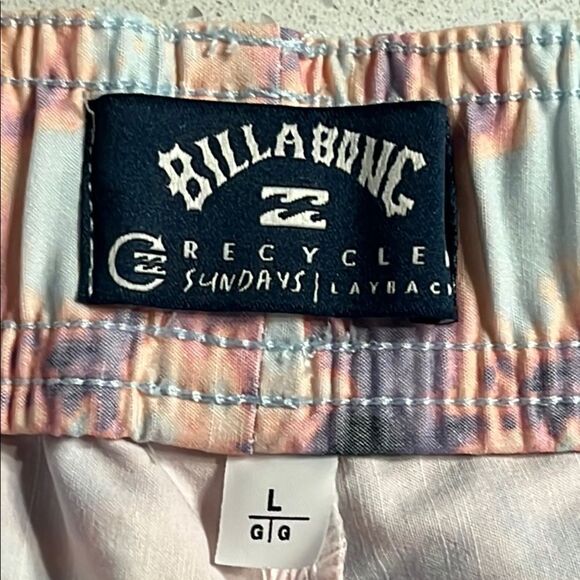 BILLABONG
RECYCLE
SUNDAYS | LAYBAC
L
G|G